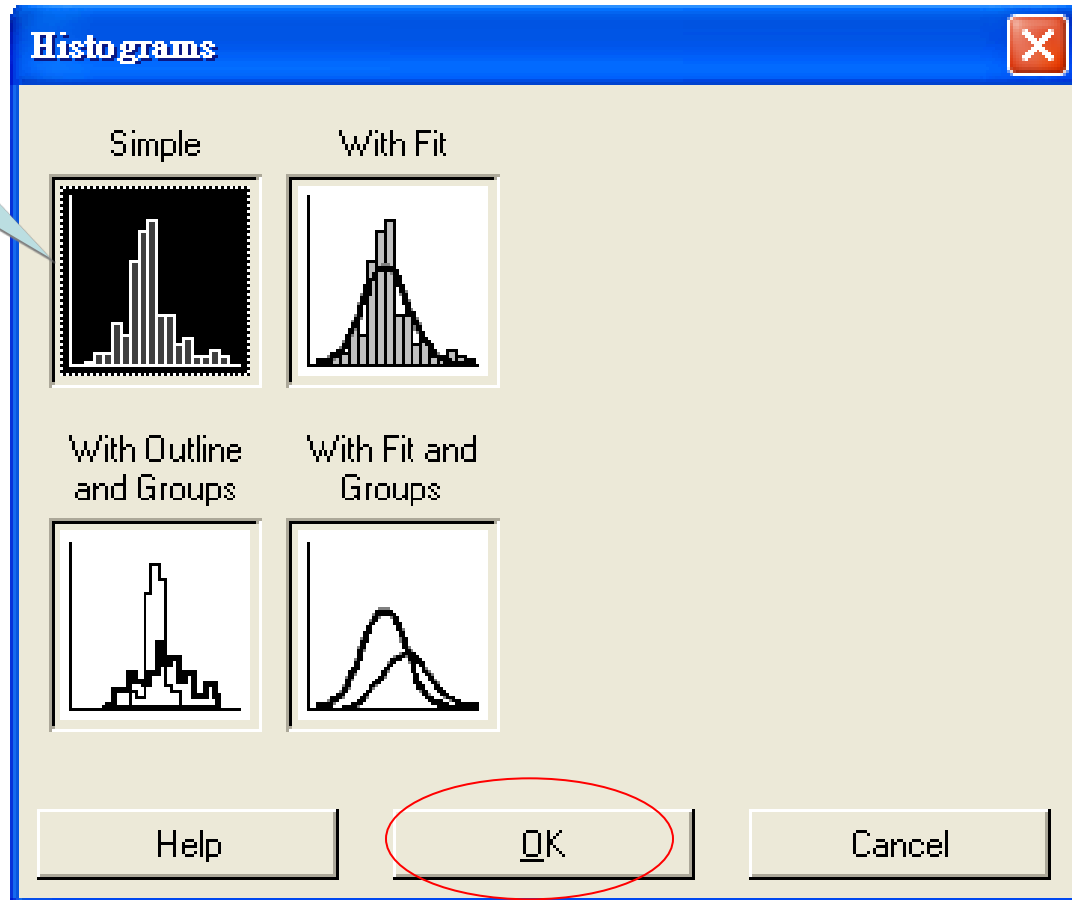 Histograms
Simple
With Fit
With Outline
and Groups
With Fit and
Groups
Help
OK
Cancel